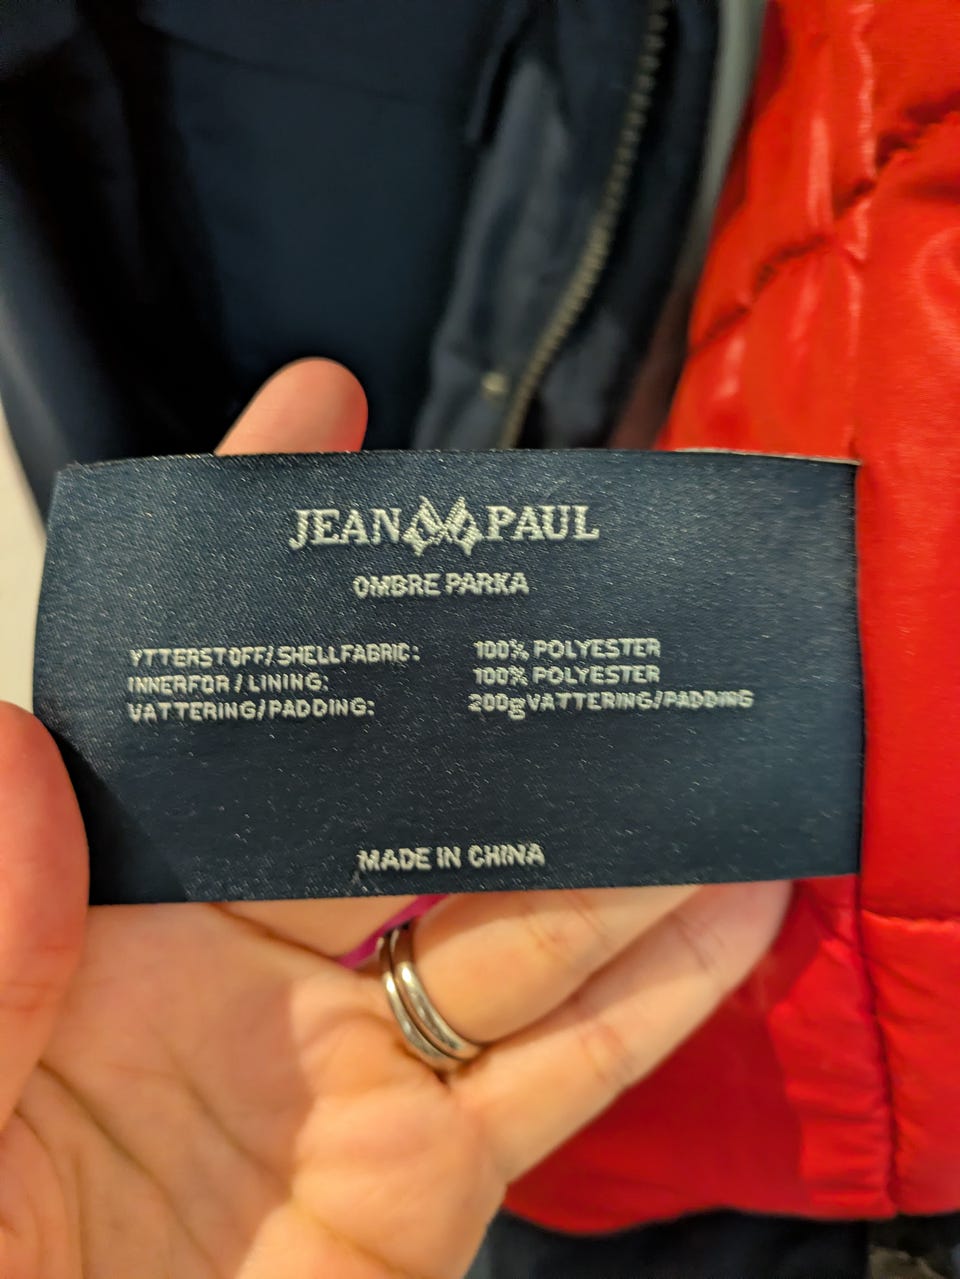 JEAN PAUL
OMBRE PARKA
YTTERSTOFF/SHELLFABRIC: 100% POLYESTER
INNERFOR/LINING: 100% POLYESTER
VATTERING/PADDING: 200g VATTERING/PADDING
MADE IN CHINA